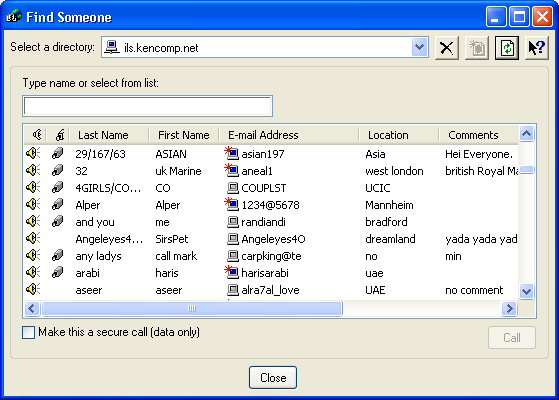 Find Someone
Select a directory: ils.kencomp.net
Type name or select from list:
Last Name First Name E-mail Address Location Comments
29/167/63 ASIAN asian197 Asia Hei Everyone.
32 uk Marine aneal1 west london british Royal Ma
4GIRLS/CO... CO COUPLST UCIC
Alper Alper 1234@5678 Mannheim
and you me randiandi bradford
Angeleyes4... SirsPet Angeleyes4O dreamland yada yada yad
any ladys call mark carpking@te no min
arabi haris harisarabi uae
aseer aseer alra7al_love UAE no comment
Make this a secure call (data only)
Call
Close